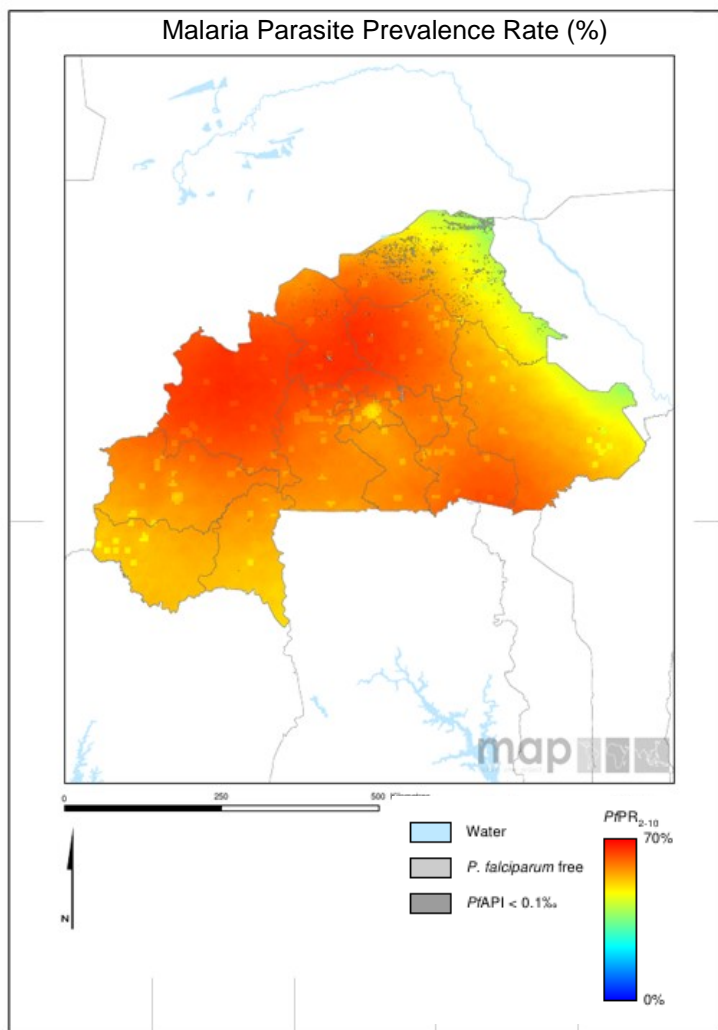 Malaria Parasite Prevalence Rate (%)
map
0 250 500
N
Water
P. falciparum free
PfAPI < 0.1‰
PfPR2-10
70%
0%